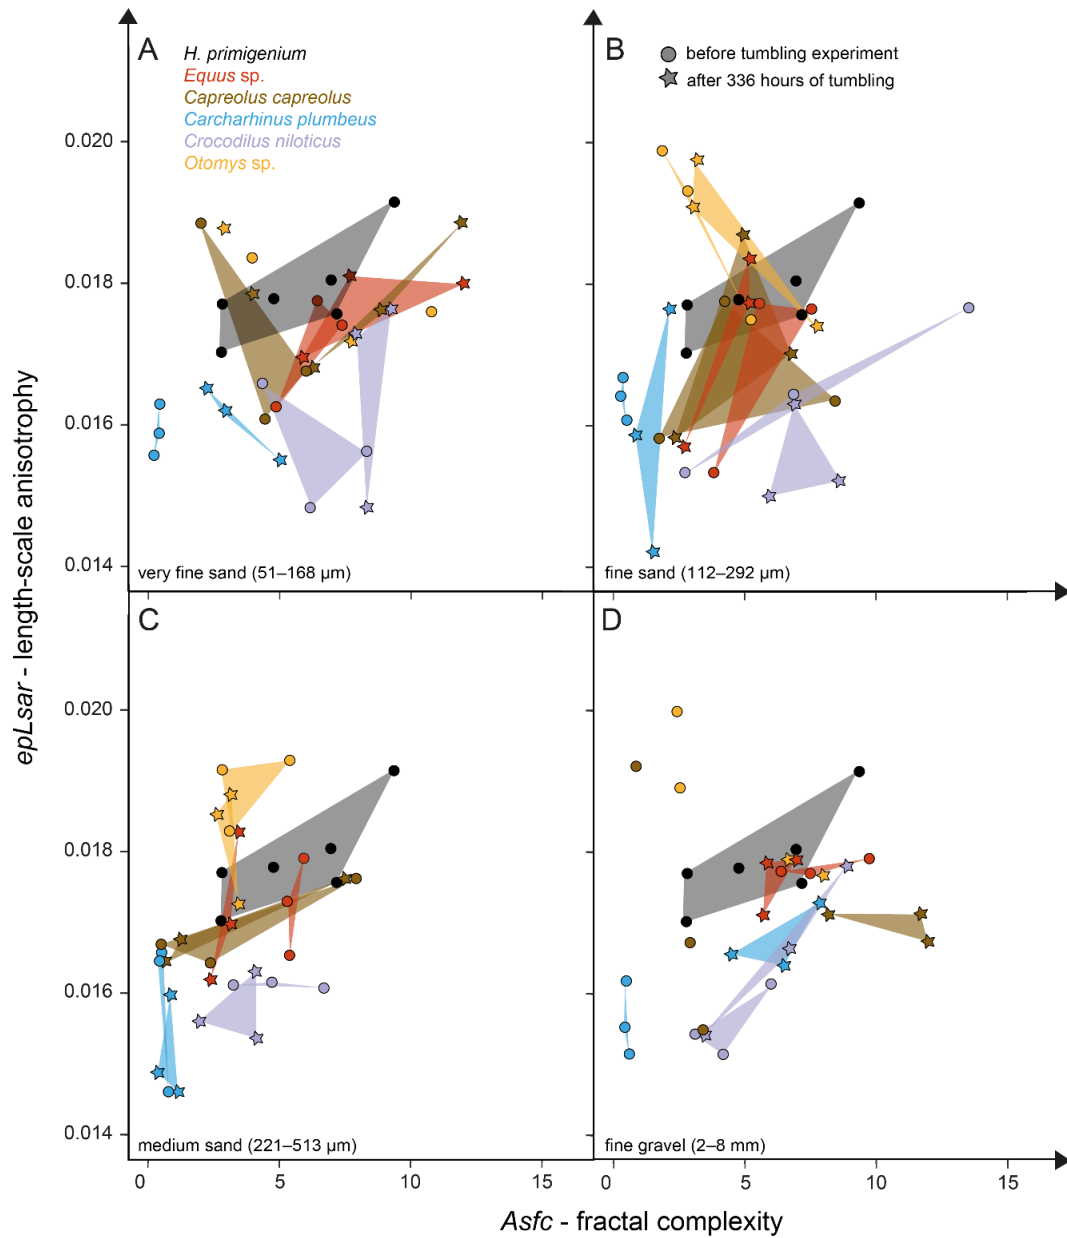 A
H. primigenium
Equus sp.
Capreolus capreolus
Carcharhinus plumbeus
Crocodilus niloticus
Otomys sp.
B
before tumbling experiment
after 336 hours of tumbling
0.020
0.018
0.016
0.014
very fine sand (51–168 µm)
fine sand (112–292 µm)
epLsar - length-scale anisotropy
C
D
0.020
0.018
0.016
0.014
medium sand (221–513 µm)
fine gravel (2–8 mm)
0 5 10 15 0 5 10 15
Asfc - fractal complexity